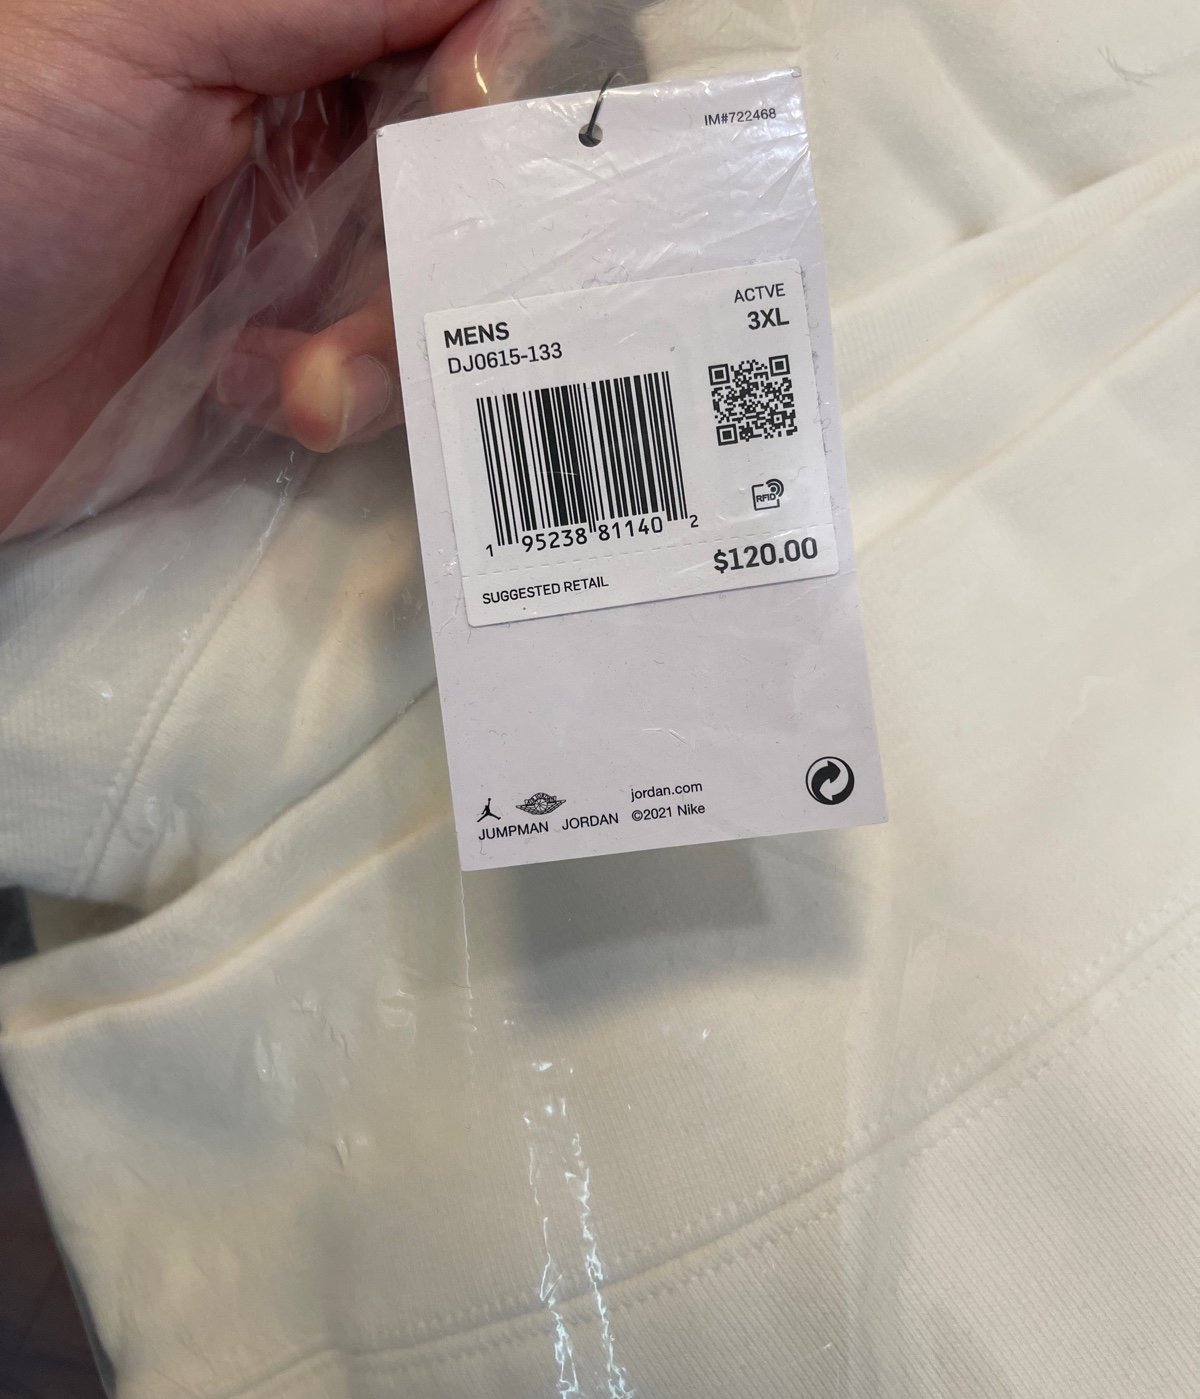 IM#722468
ACTVE
MENS
3XL
DJ0615-133
RFID
1 95238 81140 2
$120.00
SUGGESTED RETAIL
jordan.com
JUMPMAN JORDAN ©2021 Nike